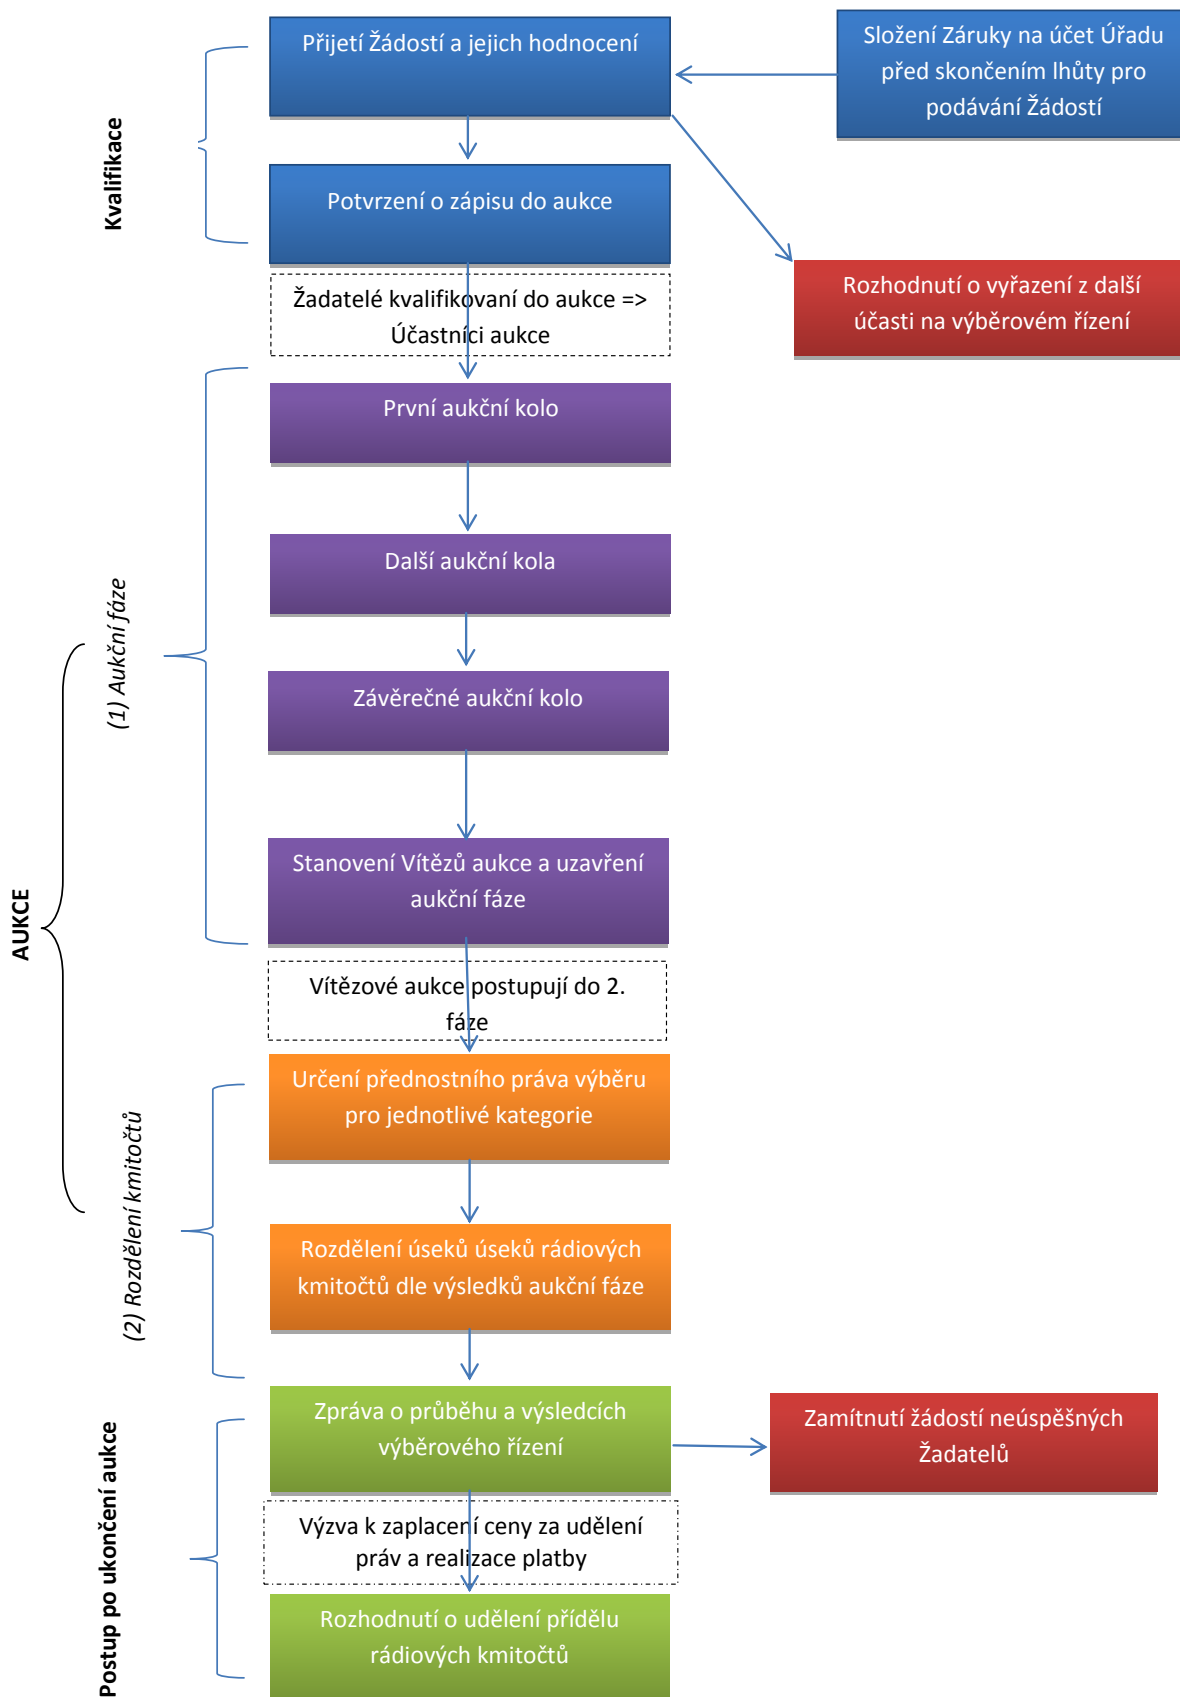 Přijetí Žádostí a jejich hodnocení
Složení Záruky na účet Úřadu
před skončením lhůty pro
podávání Žádostí
Kvalifikace
Potvrzení o zápisu do aukce
Žadatelé kvalifikovaní do aukce =>
Účastníci aukce
Rozhodnutí o vyřazení z další
účasti na výběrovém řízení
AUKCE
(1) Aukční fáze
První aukční kolo
Další aukční kola
Závěrečné aukční kolo
Stanovení Vítězů aukce a uzavření
aukční fáze
Vítězové aukce postupují do 2.
fáze
(2) Rozdělení kmitočtů
Určení přednostního práva výběru
pro jednotlivé kategorie
Rozdělení úseků úseků rádiových
kmitočtů dle výsledků aukční fáze
Postup po ukončení aukce
Zpráva o průběhu a výsledcích
výběrového řízení
Zamítnutí žádostí neúspěšných
Žadatelů
Výzva k zaplacení ceny za udělení
práv a realizace platby
Rozhodnutí o udělení přídělu
rádiových kmitočtů